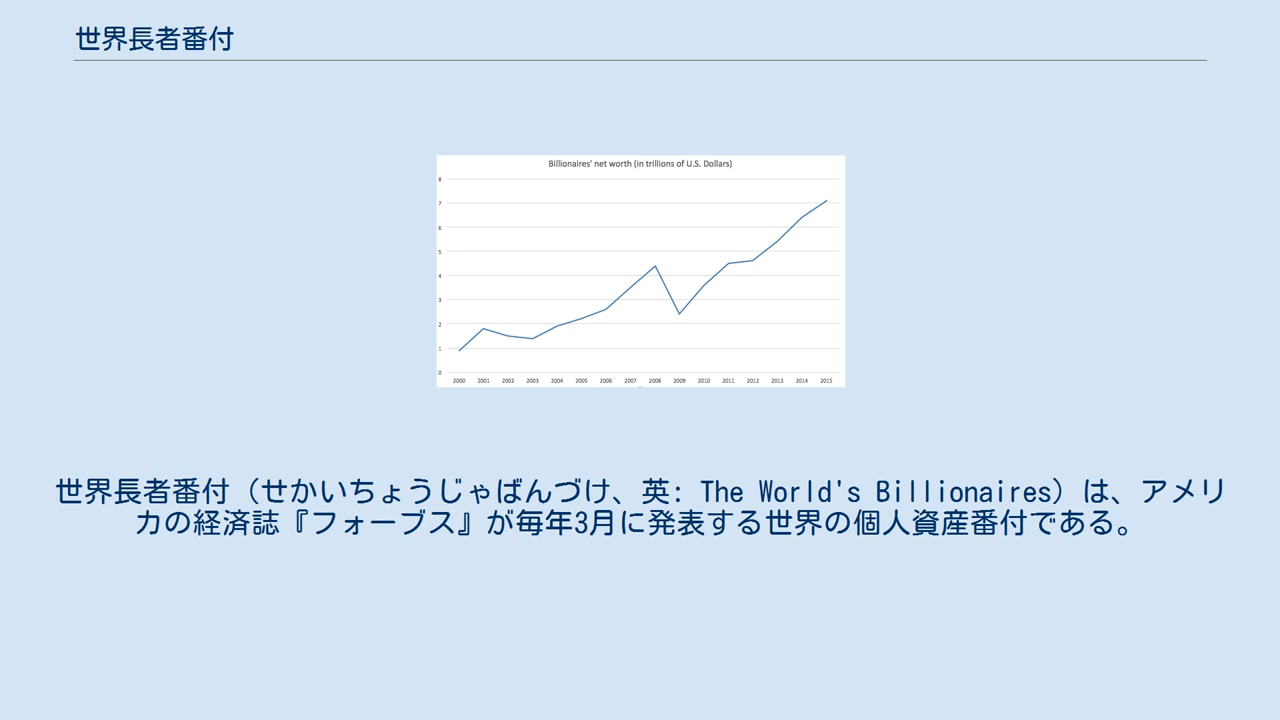 世界長者番付
Billionaires' net worth (in trillions of U.S. Dollars)
8
7
6
5
4
3
2
1
0
2000 2001 2002 2003 2004 2005 2006 2007 2008 2009 2010 2011 2012 2013 2014 2015
世界長者番付（せかいちょうじゃばんづけ、英: The World's Billionaires）は、アメリ
カの経済誌『フォーブス』が毎年3月に発表する世界の個人資産番付である。